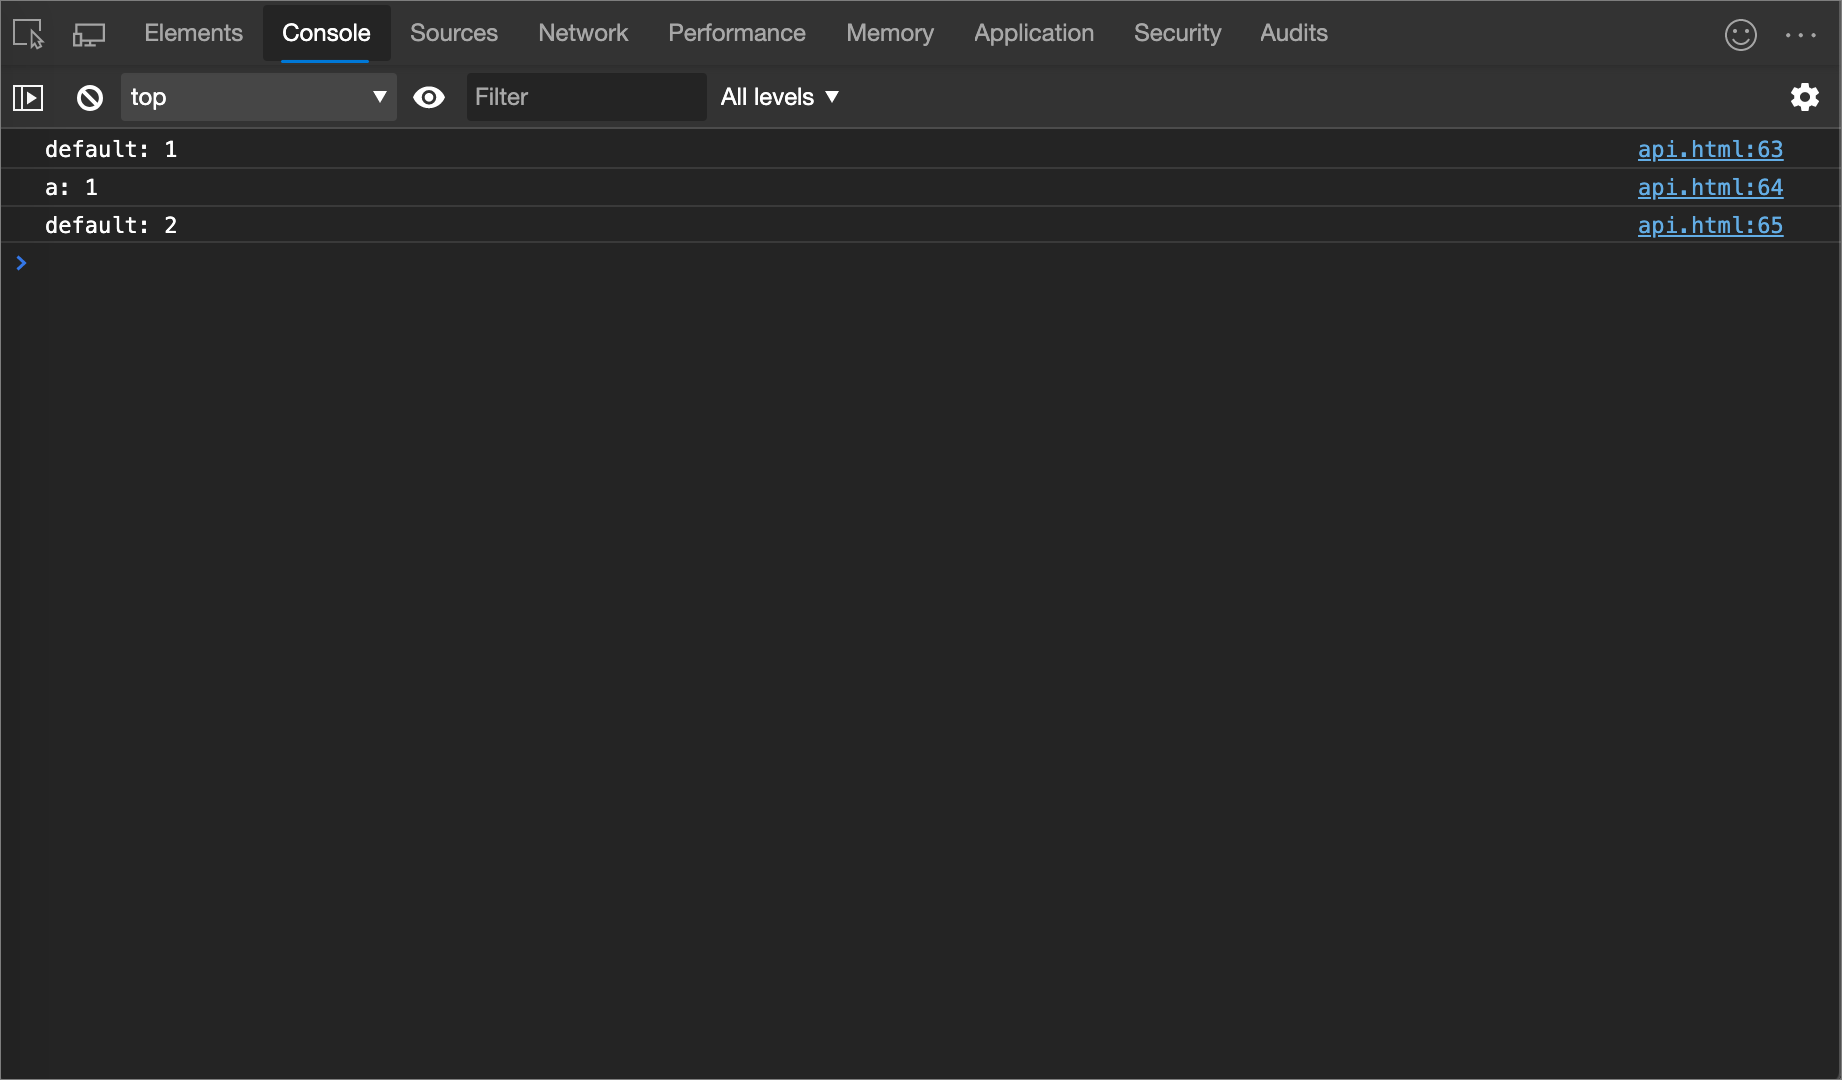 Elements Console Sources Network Performance Memory Application Security Audits
top Filter All levels
default: 1 api.html:63
a: 1 api.html:64
default: 2 api.html:65